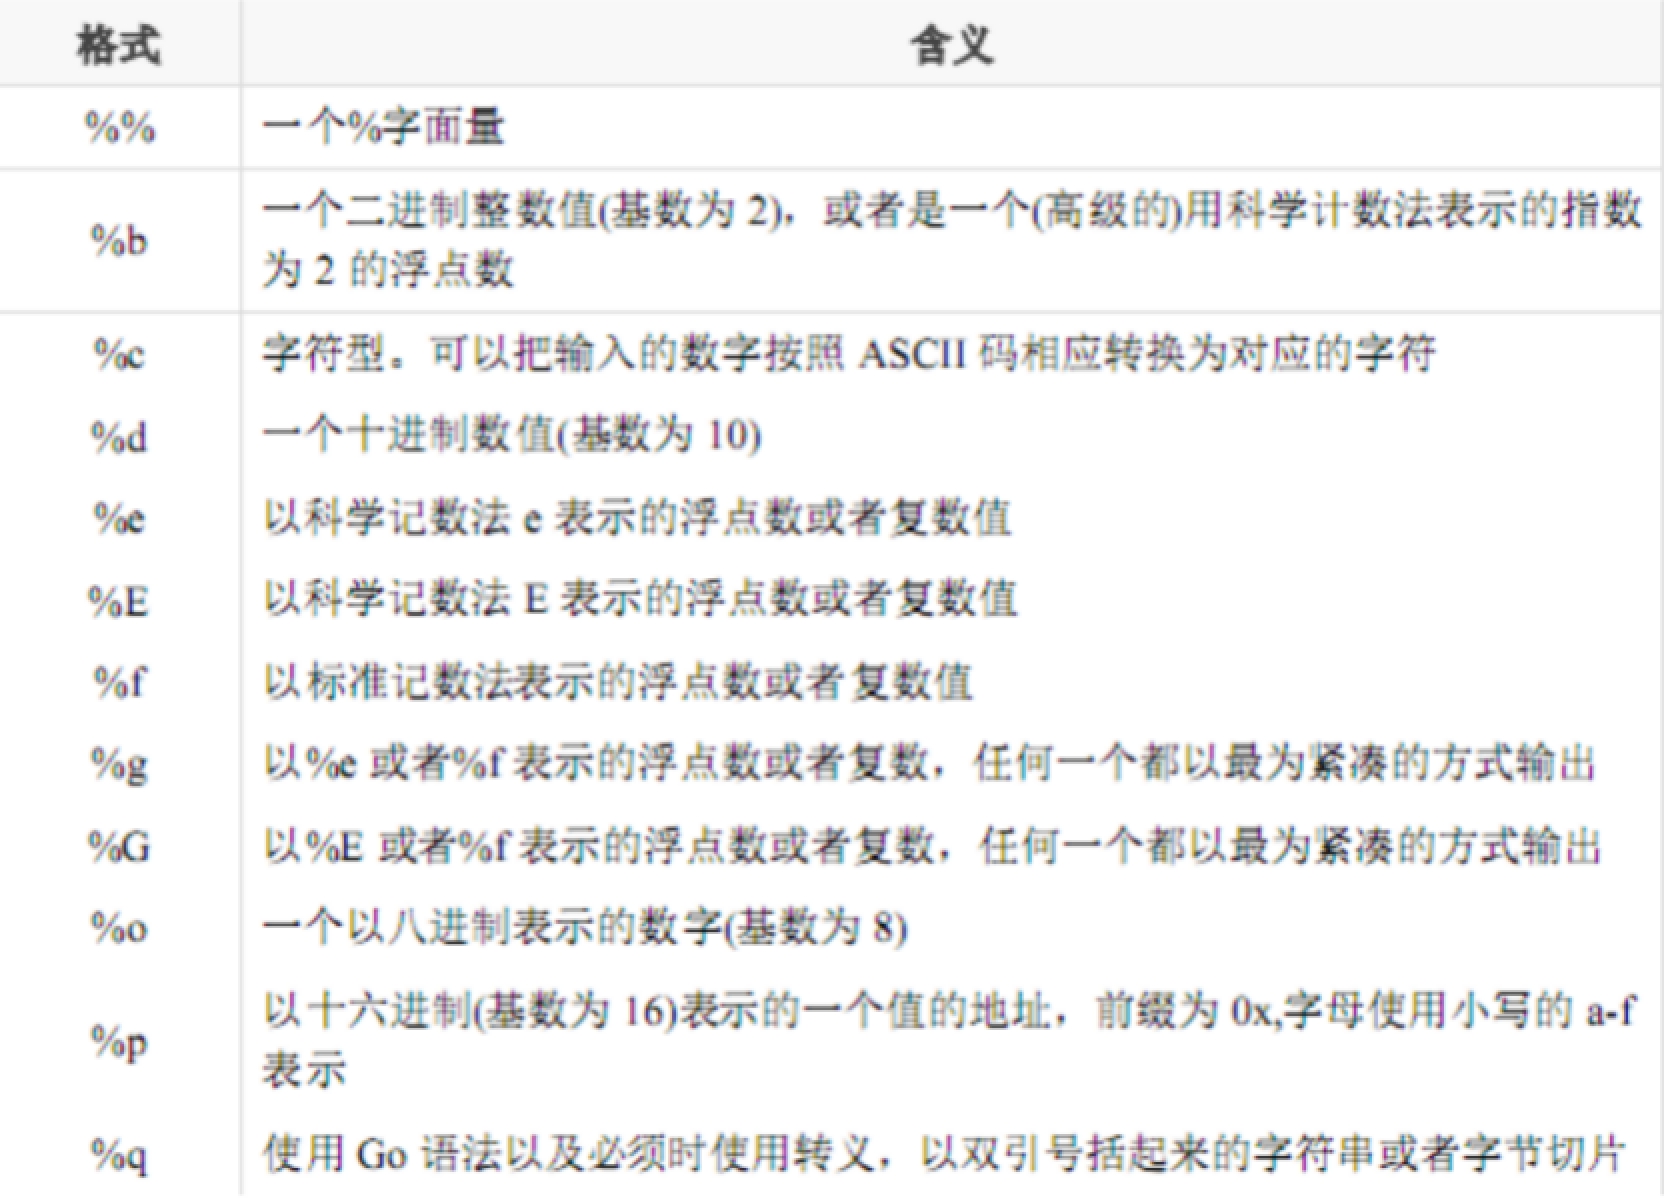 格式 含义
%% 一个%字面量
%b 一个二进制整数值(基数为 2)，或者是一个(高级的)用科学计数法表示的指数
为 2 的浮点数
%c 字符型。可以把输入的数字按照 ASCII 码相应转换为对应的字符
%d 一个十进制数值(基数为 10)
%e 以科学记数法 e 表示的浮点数或者复数值
%E 以科学记数法 E 表示的浮点数或者复数值
%f 以标准记数法表示的浮点数或者复数值
%g 以%e 或者%f 表示的浮点数或者复数，任何一个都以最为紧凑的方式输出
%G 以%E 或者%f 表示的浮点数或者复数，任何一个都以最为紧凑的方式输出
%o 一个以八进制表示的数字(基数为 8)
%p 以十六进制(基数为 16)表示的一个值的地址，前缀为 0x,字母使用小写的 a-f
表示
%q 使用 Go 语法以及必须时使用转义，以双引号括起来的字符串或者字节切片